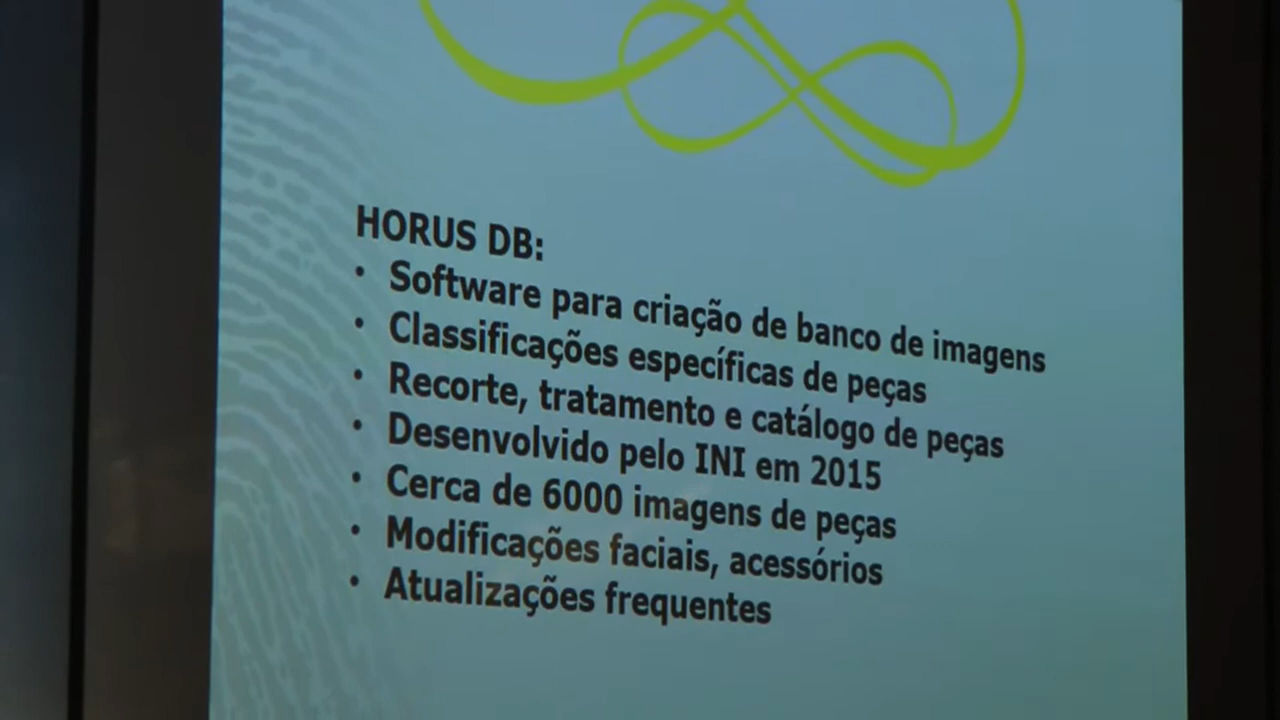 HORUS DB:
• Software para criação de banco de imagens
• Classificações específicas de peças
• Recorte, tratamento e catálogo de peças
• Desenvolvido pelo INI em 2015
• Cerca de 6000 imagens de peças
• Modificações faciais, acessórios
• Atualizações frequentes